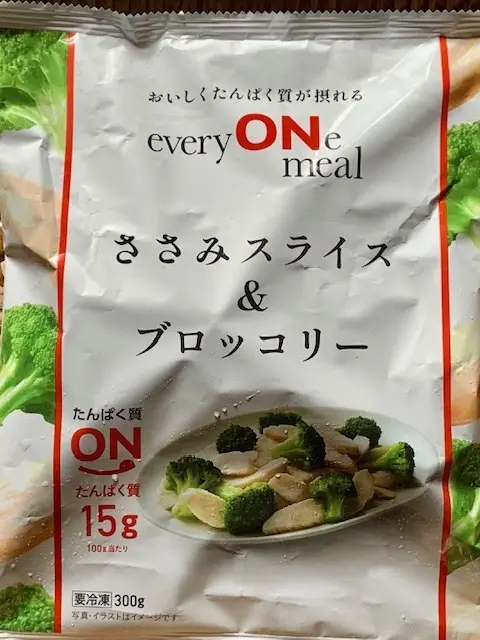 おいしくたんぱく質が摂れる
everyONe
meal
ささみスライス
&
ブロッコリー
たんぱく質
ON
たんぱく質
15g
100g当たり
要冷凍 300g
写真・イラストはイメージです